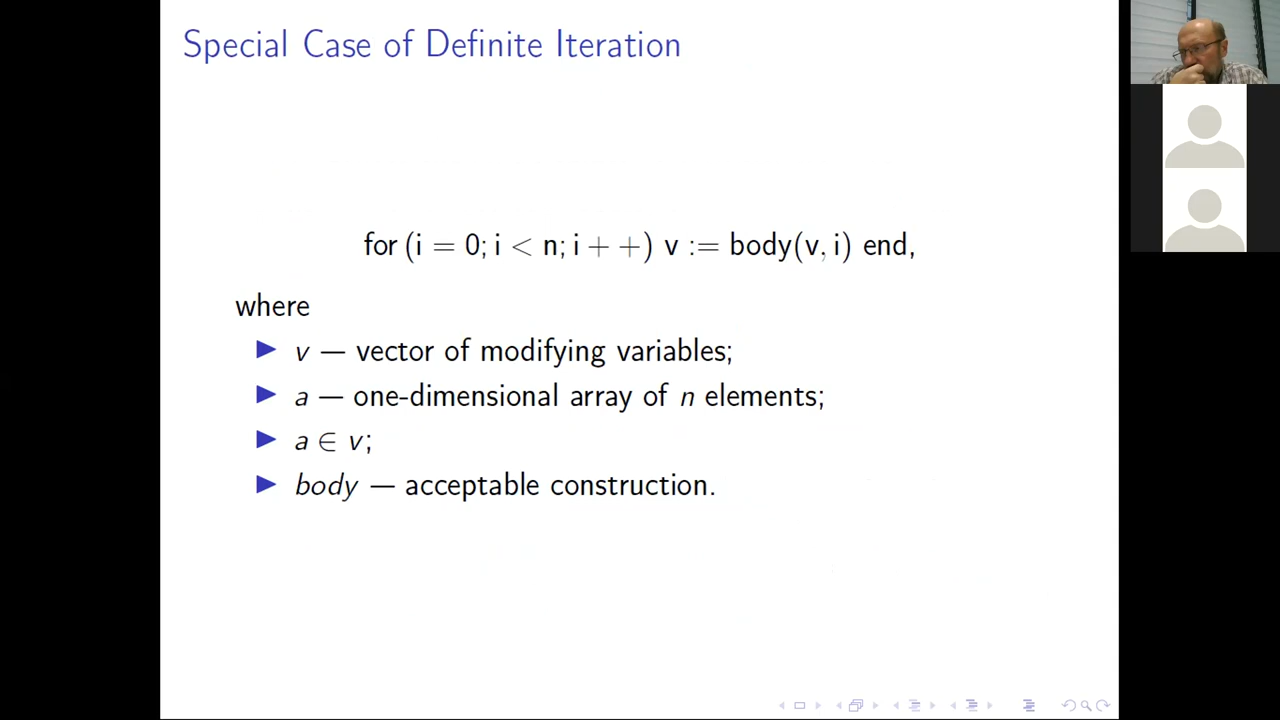 Special Case of Definite Iteration
for (i = 0; i < n; i + +) v := body(v, i) end,
where
▶ v — vector of modifying variables;
▶ a — one-dimensional array of n elements;
▶ a ∈ v;
▶ body — acceptable construction.